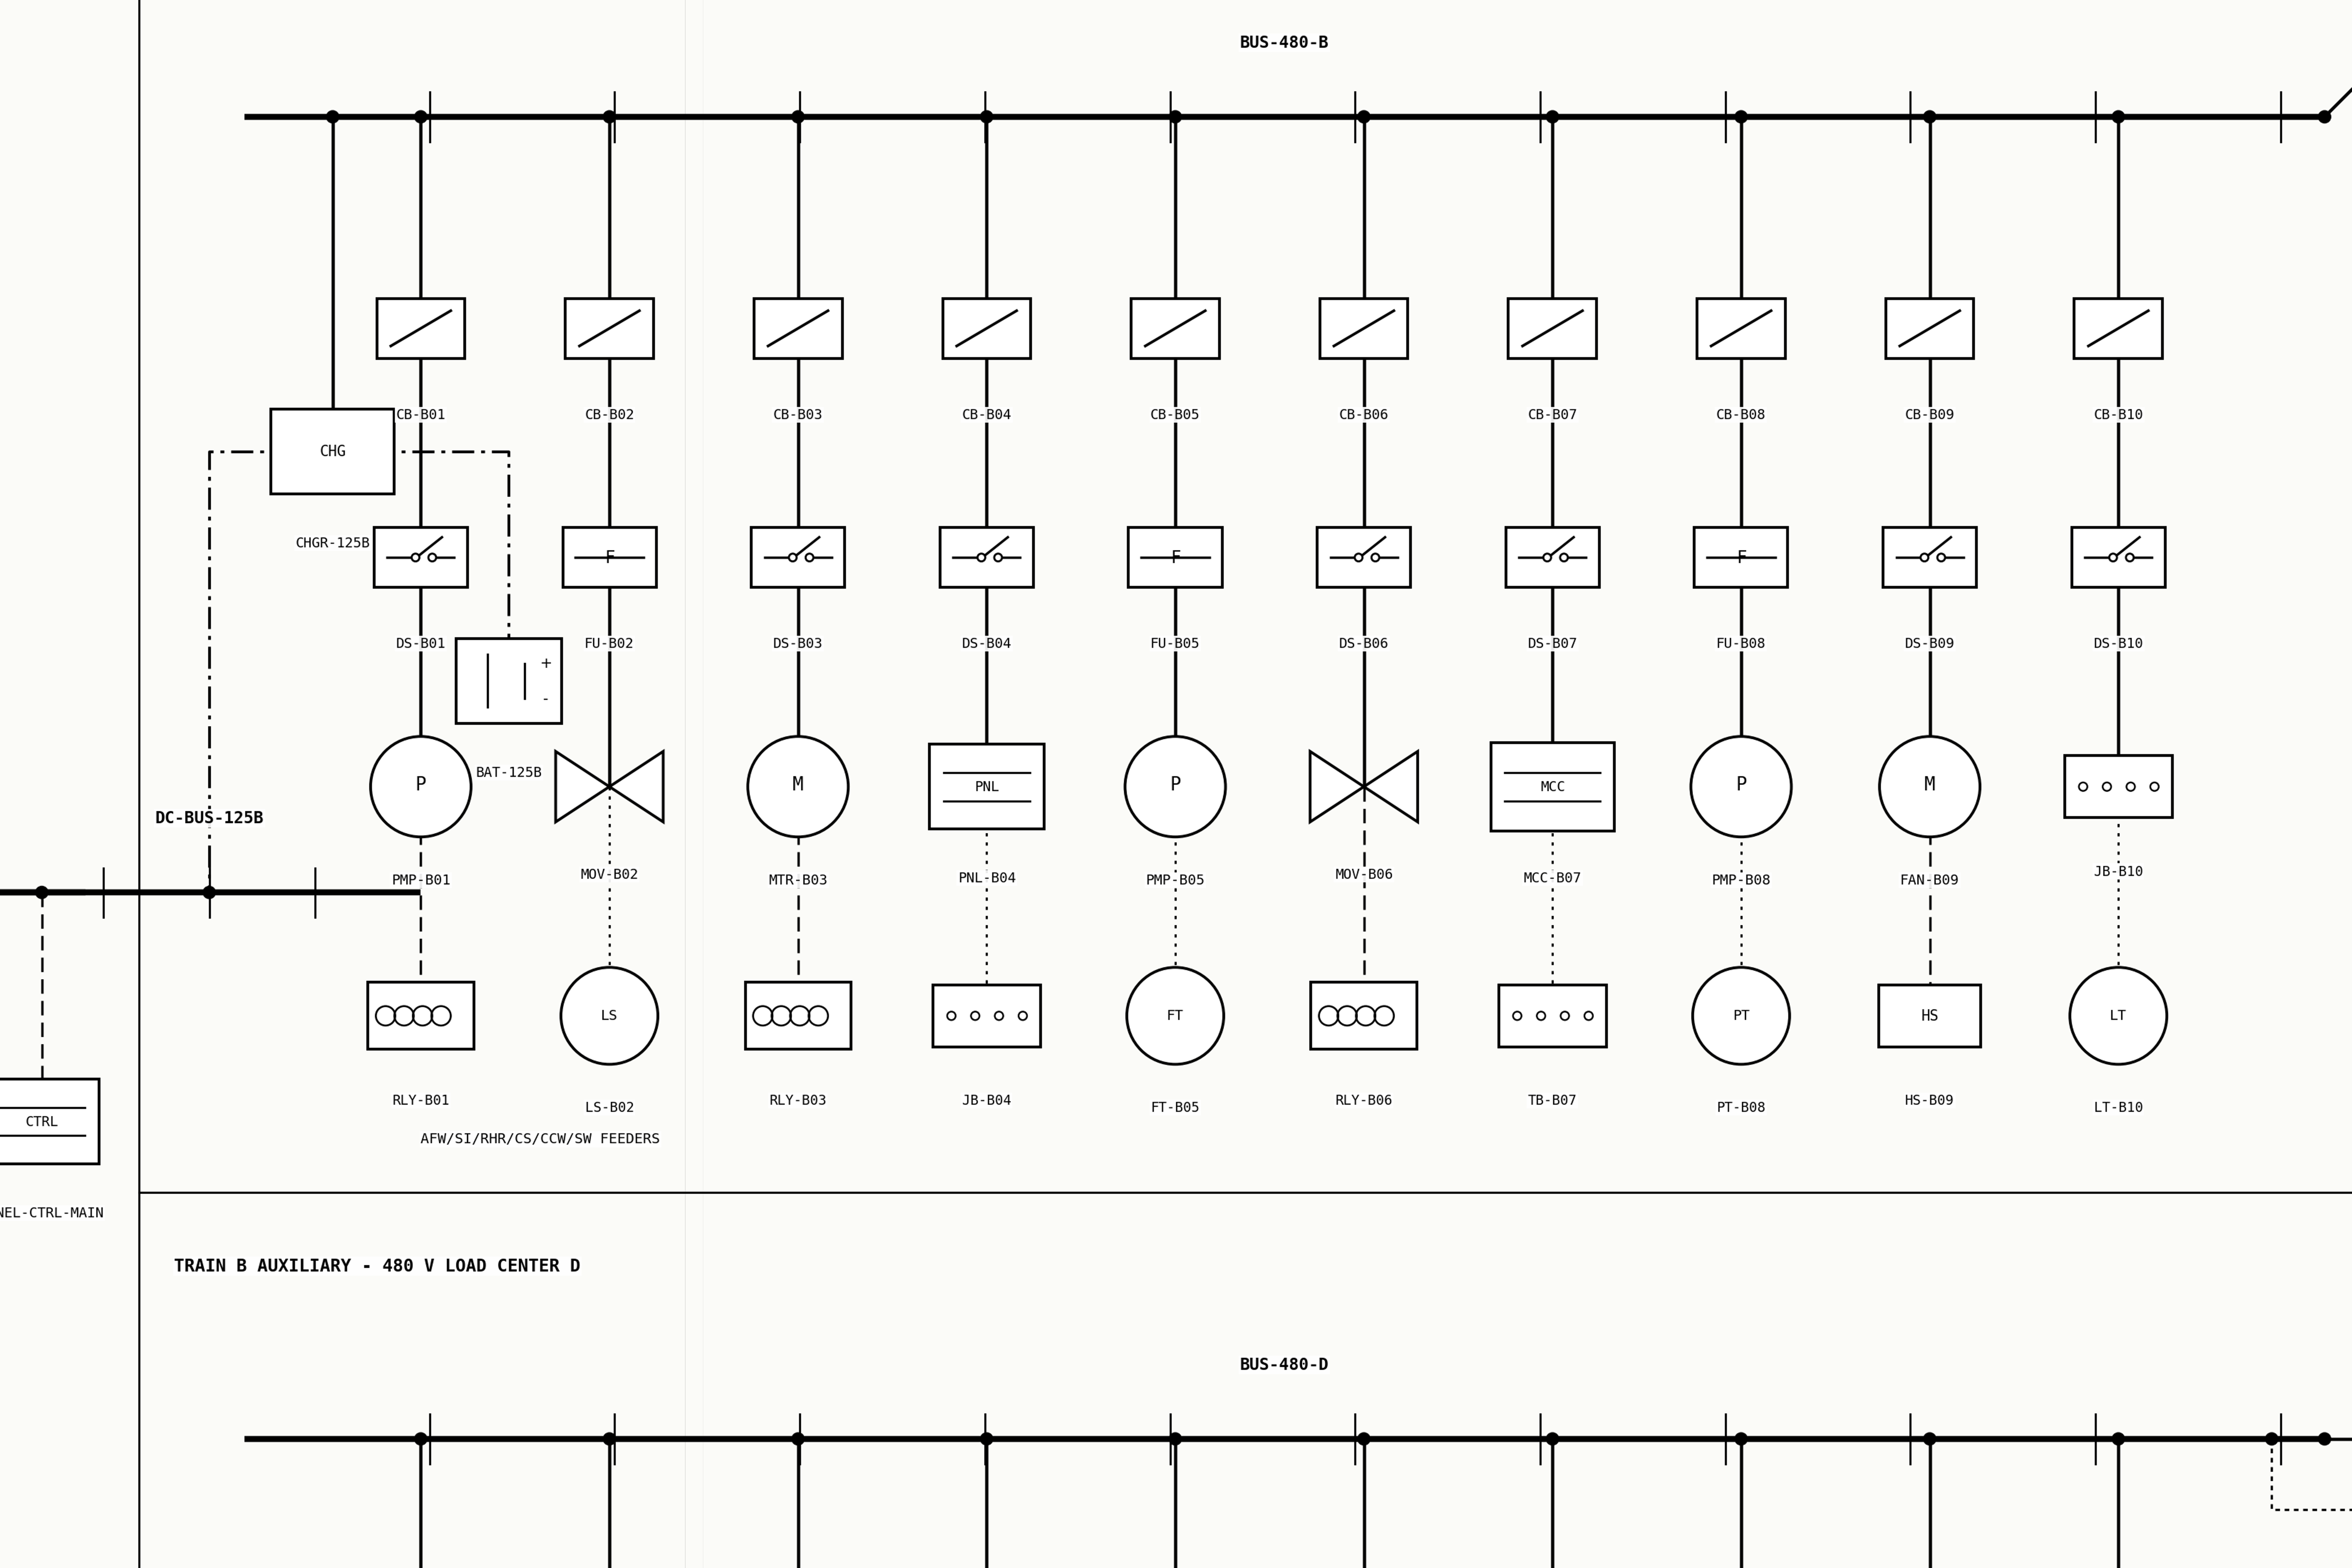 BUS-480-B
CB-B01 CB-B02 CB-B03 CB-B04 CB-B05 CB-B06 CB-B07 CB-B08 CB-B09 CB-B10
CHG
CHGR-125B
F F F
DS-B01 FU-B02 DS-B03 DS-B04 FU-B05 DS-B06 DS-B07 FU-B08 DS-B09 DS-B10
+
-
BAT-125B
P M PNL P MCC P M
DC-BUS-125B
PMP-B01 MOV-B02 MTR-B03 PNL-B04 PMP-B05 MOV-B06 MCC-B07 PMP-B08 FAN-B09 JB-B10
LS FT PT HS LT
RLY-B01 LS-B02 RLY-B03 JB-B04 FT-B05 RLY-B06 TB-B07 PT-B08 HS-B09 LT-B10
CTRL
AFW/SI/RHR/CS/CCW/SW FEEDERS
NEL-CTRL-MAIN
TRAIN B AUXILIARY - 480 V LOAD CENTER D
BUS-480-D